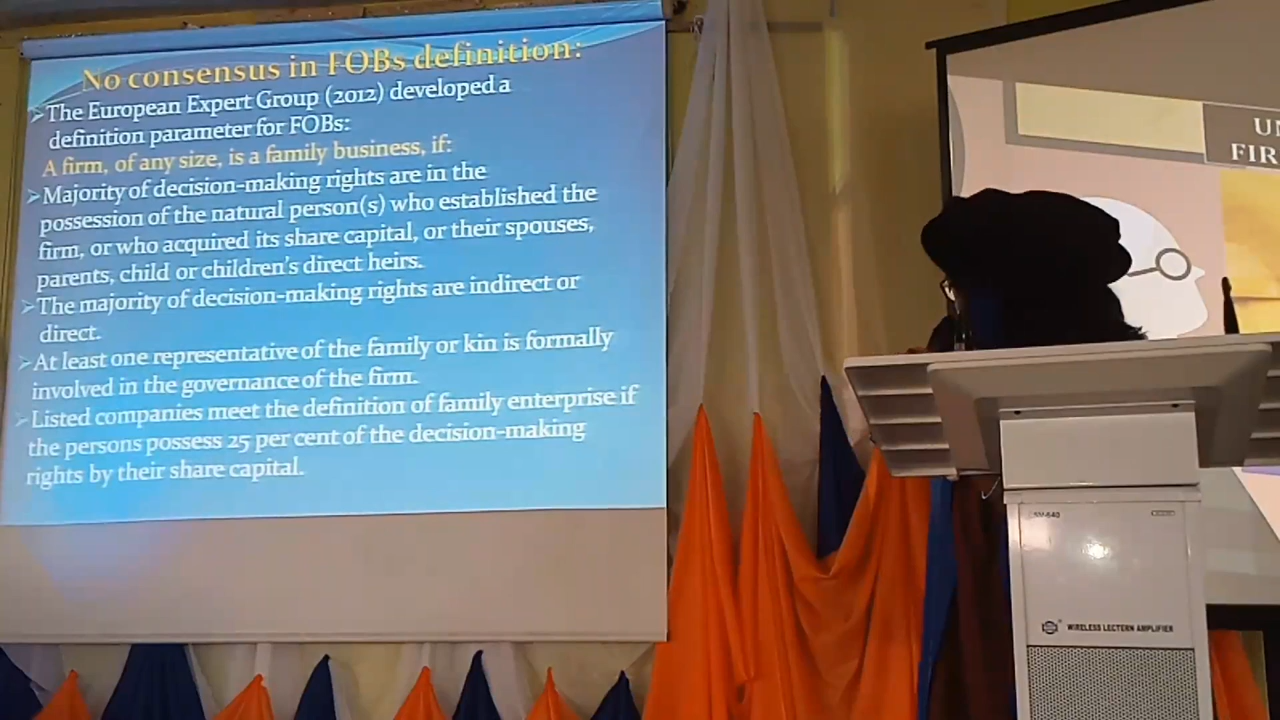 No consensus in FOBs definition:
➢The European Expert Group (2012) developed a
definition parameter for FOBs:
A firm, of any size, is a family business, if:
➢Majority of decision-making rights are in the
possession of the natural person(s) who established the
firm, or who acquired its share capital, or their spouses,
parents, child or children's direct heirs.
➢The majority of decision-making rights are indirect or
direct.
➢At least one representative of the family or kin is formally
involved in the governance of the firm.
➢Listed companies meet the definition of family enterprise if
the persons possess 25 per cent of the decision-making
rights by their share capital.
FIR
WIRELESS LECTERN AMPLIFIER